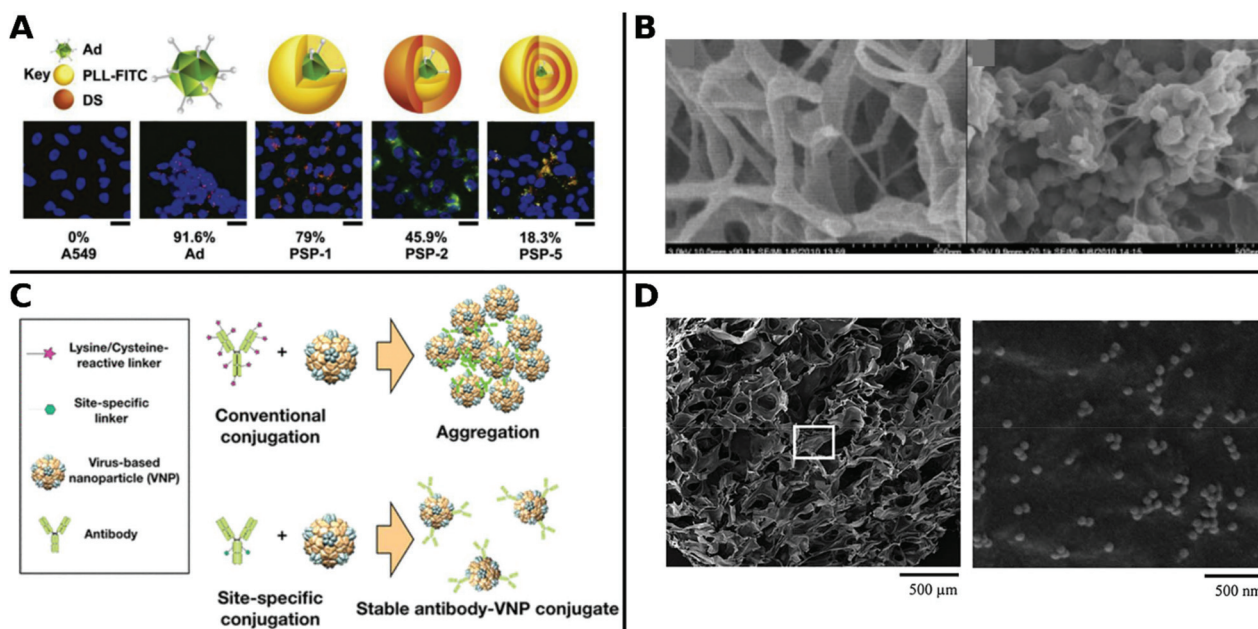 A
Ad
Key PLL-FITC
DS
0% 91.6% 79% 45.9% 18.3%
A549 Ad PSP-1 PSP-2 PSP-5
B
500nm
C
Lysine/Cysteine-
reactive linker
Site-specific
linker
Virus-based
nanoparticle (VNP)
Antibody
+
Conventional
conjugation
Aggregation
+
Site-specific
conjugation
Stable antibody-VNP conjugate
D
500 µm
500 nm